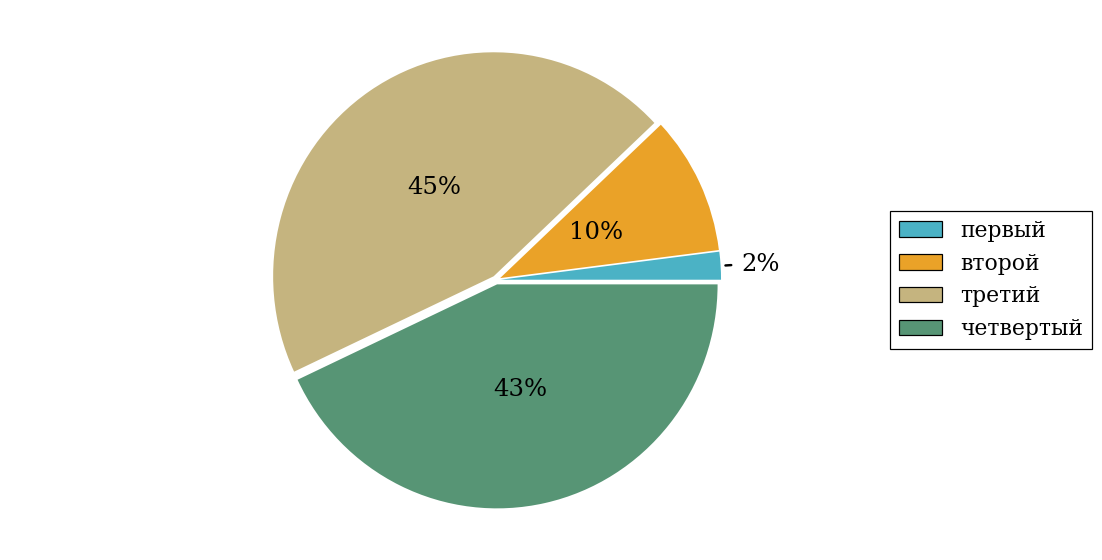 45%
10%
2%
43%
первый
второй
третий
четвертый